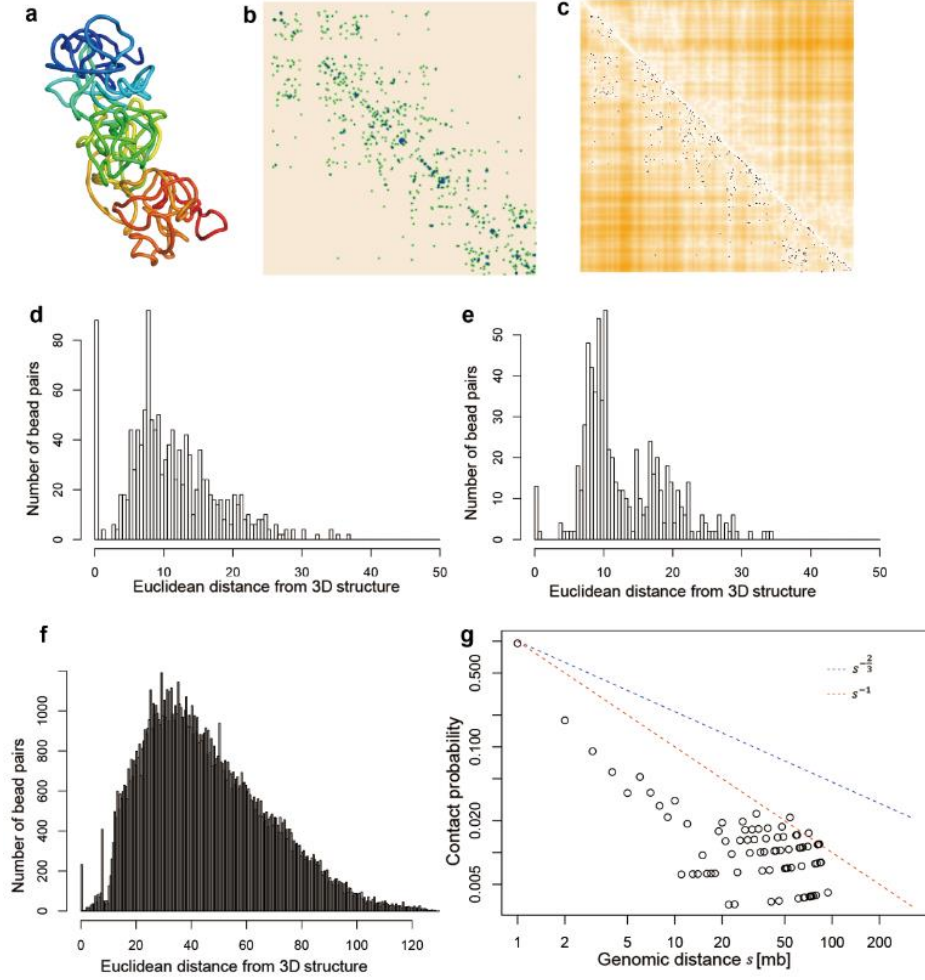 a
b
c
d
Number of bead pairs
0 20 40 60 80
0 10 20 30 40 50
Euclidean distance from 3D structure
e
Number of bead pairs
0 10 20 30 40 50
0 10 20 30 40 50
Euclidean distance from 3D structure
f
Number of bead pairs
0 200 400 600 800 1000
0 20 40 60 80 100 120
Euclidean distance from 3D structure
g
Contact probability
0.005 0.020 0.100 0.500
s^{-2/3}
s^{-1}
1 2 5 10 20 50 100 200
Genomic distance s [mb]